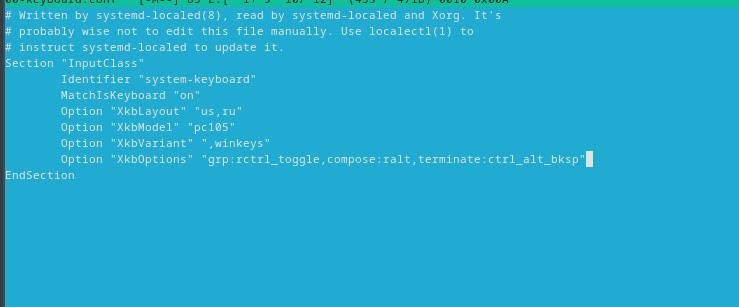 # Written by systemd-localed(8), read by systemd-localed and Xorg. It's
# probably wise not to edit this file manually. Use localectl(1) to
# instruct systemd-localed to update it.
Section "InputClass"
        Identifier "system-keyboard"
        MatchIsKeyboard "on"
        Option "XkbLayout" "us,ru"
        Option "XkbModel" "pc105"
        Option "XkbVariant" ",winkeys"
        Option "XkbOptions" "grp:rctrl_toggle,compose:ralt,terminate:ctrl_alt_bksp"
EndSection